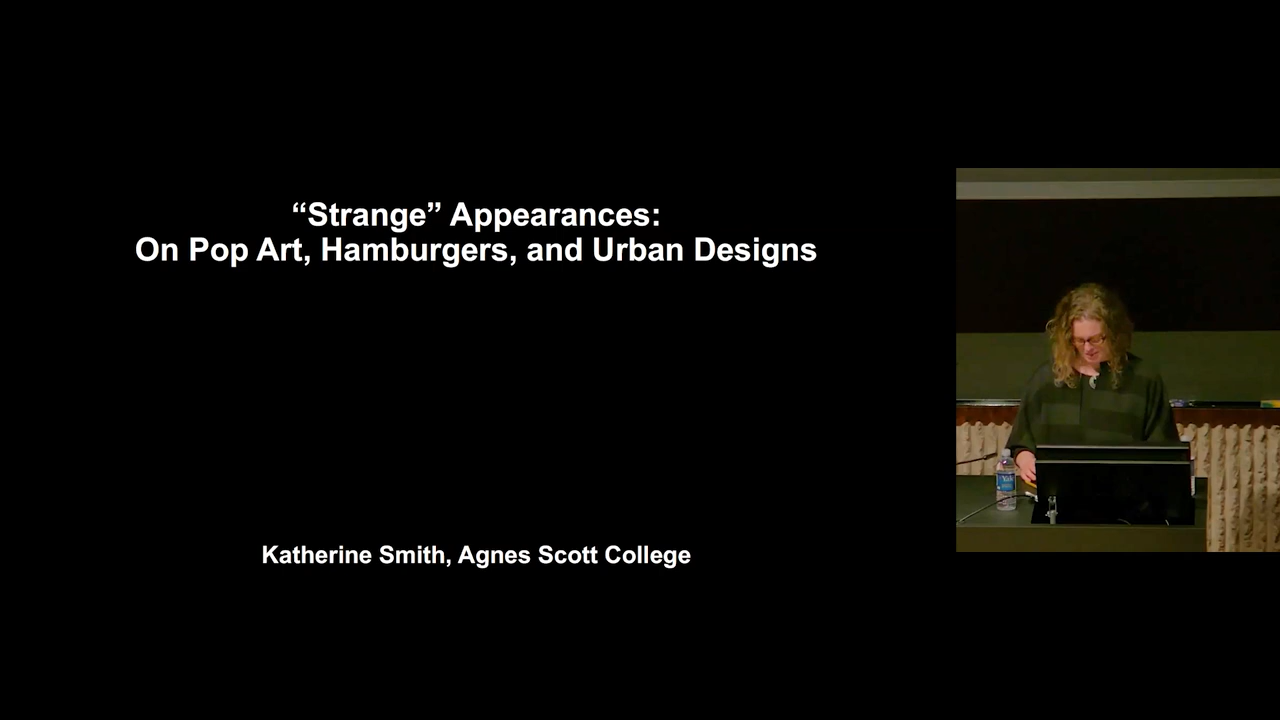 “Strange” Appearances:
On Pop Art, Hamburgers, and Urban Designs
Katherine Smith, Agnes Scott College